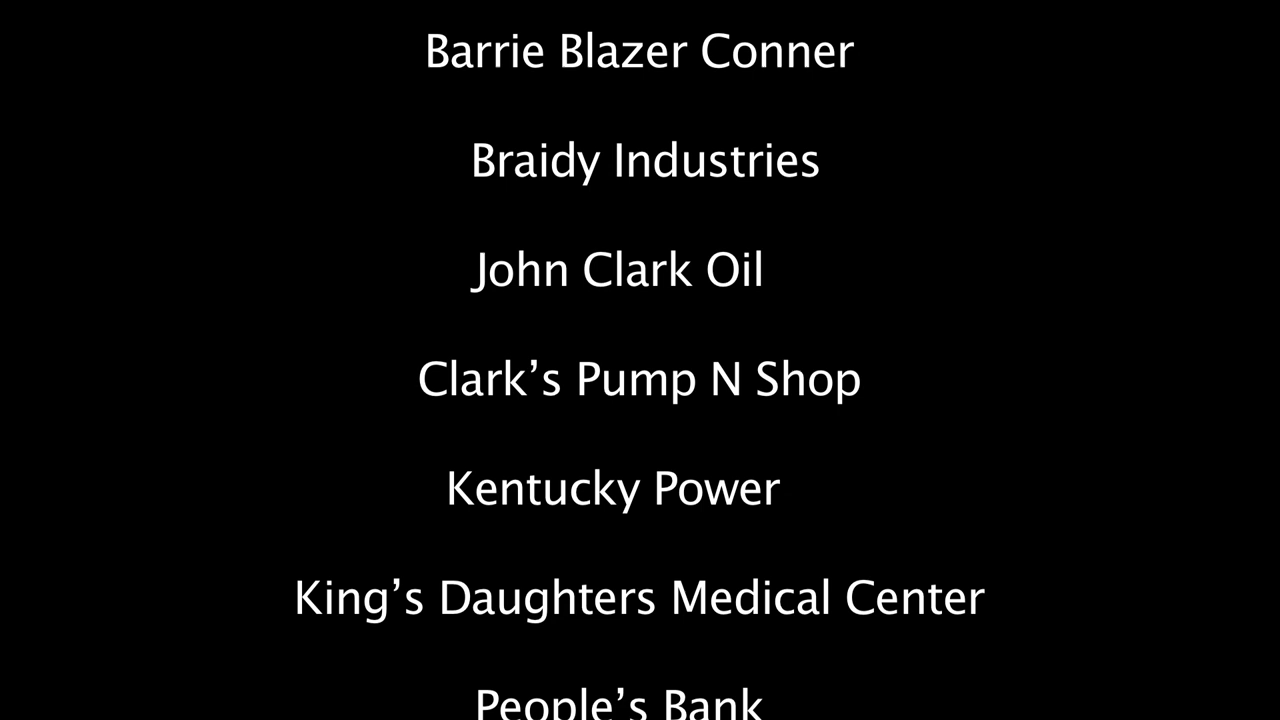 Barrie Blazer Conner
Braidy Industries
John Clark Oil
Clark’s Pump N Shop
Kentucky Power
King’s Daughters Medical Center
People’s Bank